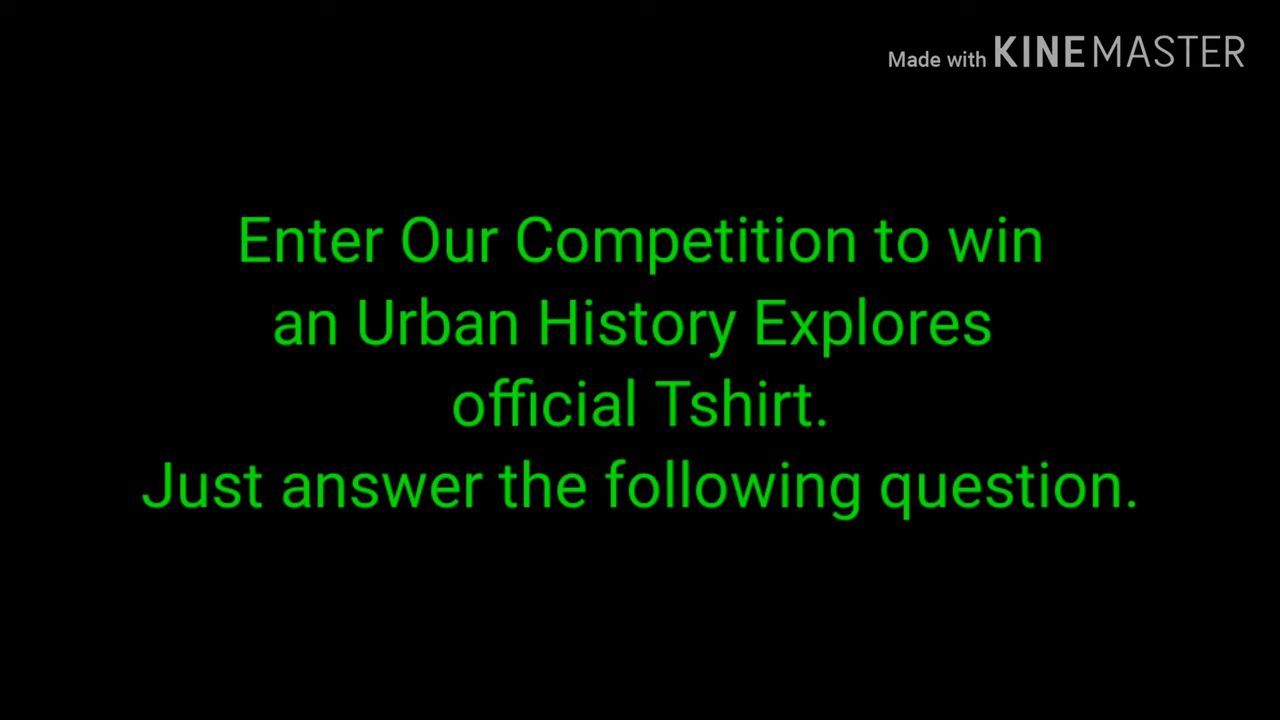 Made with KINEMASTER
Enter Our Competition to win
an Urban History Explores
official Tshirt.
Just answer the following question.